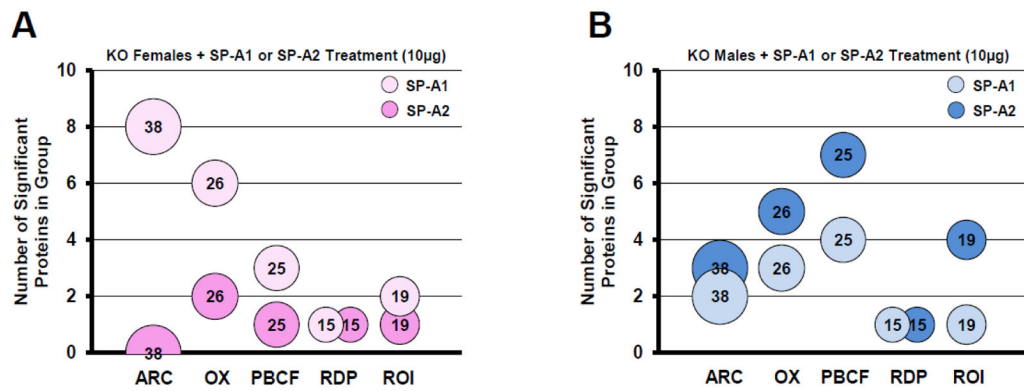 A
KO Females + SP-A1 or SP-A2 Treatment (10µg)
Number of Significant
Proteins in Group
10
8
6
4
2
0
SP-A1
SP-A2
38
26
25
19
26
25
15
15
19
38
ARC
OX
PBCF
RDP
ROI
B
KO Males + SP-A1 or SP-A2 Treatment (10µg)
Number of Significant
Proteins in Group
10
8
6
4
2
0
SP-A1
SP-A2
25
26
19
38
26
25
38
15
15
19
ARC
OX
PBCF
RDP
ROI